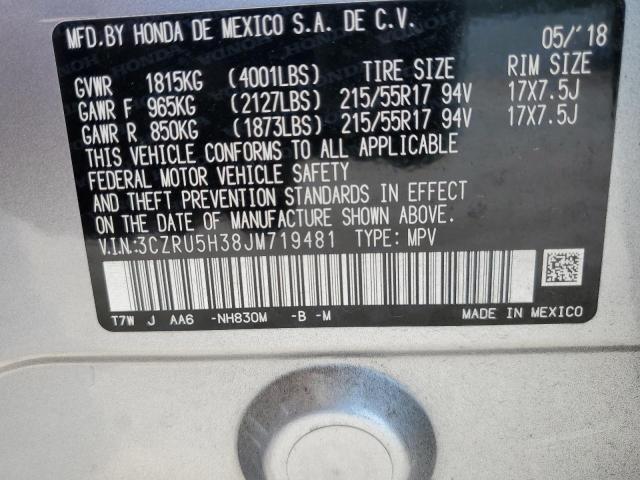 MFD.BY HONDA DE MEXICO S.A. DE C.V. 05/'18
GVWR 1815KG (4001LBS) TIRE SIZE RIM SIZE
GAWR F 965KG (2127LBS) 215/55R17 94V 17X7.5J
GAWR R 850KG (1873LBS) 215/55R17 94V 17X7.5J
THIS VEHICLE CONFORMS TO ALL APPLICABLE
FEDERAL MOTOR VEHICLE SAFETY
AND THEFT PREVENTION STANDARDS IN EFFECT
ON THE DATE OF MANUFACTURE SHOWN ABOVE.
V.I.N.:3CZRU5H38JM719481 TYPE: MPV
T7W J AA6 -NH830M -B -M MADE IN MEXICO